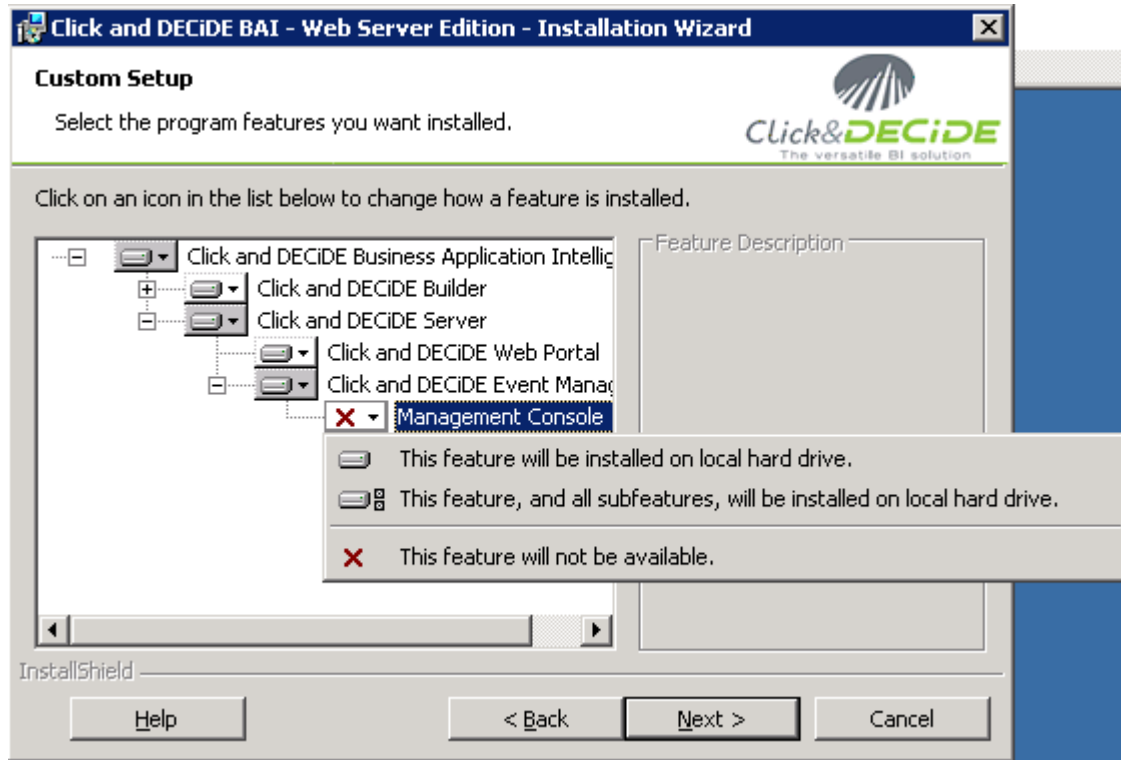 Click and DECiDE BAI - Web Server Edition - Installation Wizard
Custom Setup
Select the program features you want installed.
Click&DECiDE
The versatile BI solution
Click on an icon in the list below to change how a feature is installed.
Feature Description
Click and DECiDE Business Application Intellig
Click and DECiDE Builder
Click and DECiDE Server
Click and DECiDE Web Portal
Click and DECiDE Event Manag
Management Console
This feature will be installed on local hard drive.
This feature, and all subfeatures, will be installed on local hard drive.
This feature will not be available.
InstallShield
Help
< Back
Next >
Cancel